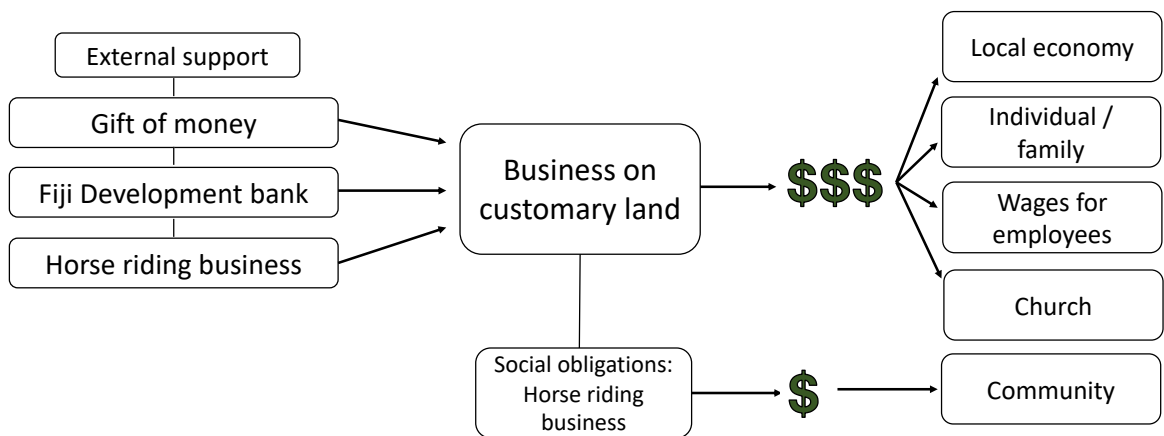 External support
Gift of money
Fiji Development bank
Horse riding business
Business on
customary land
$$$
Local economy
Individual /
family
Wages for
employees
Church
Social obligations:
Horse riding
business
$
Community